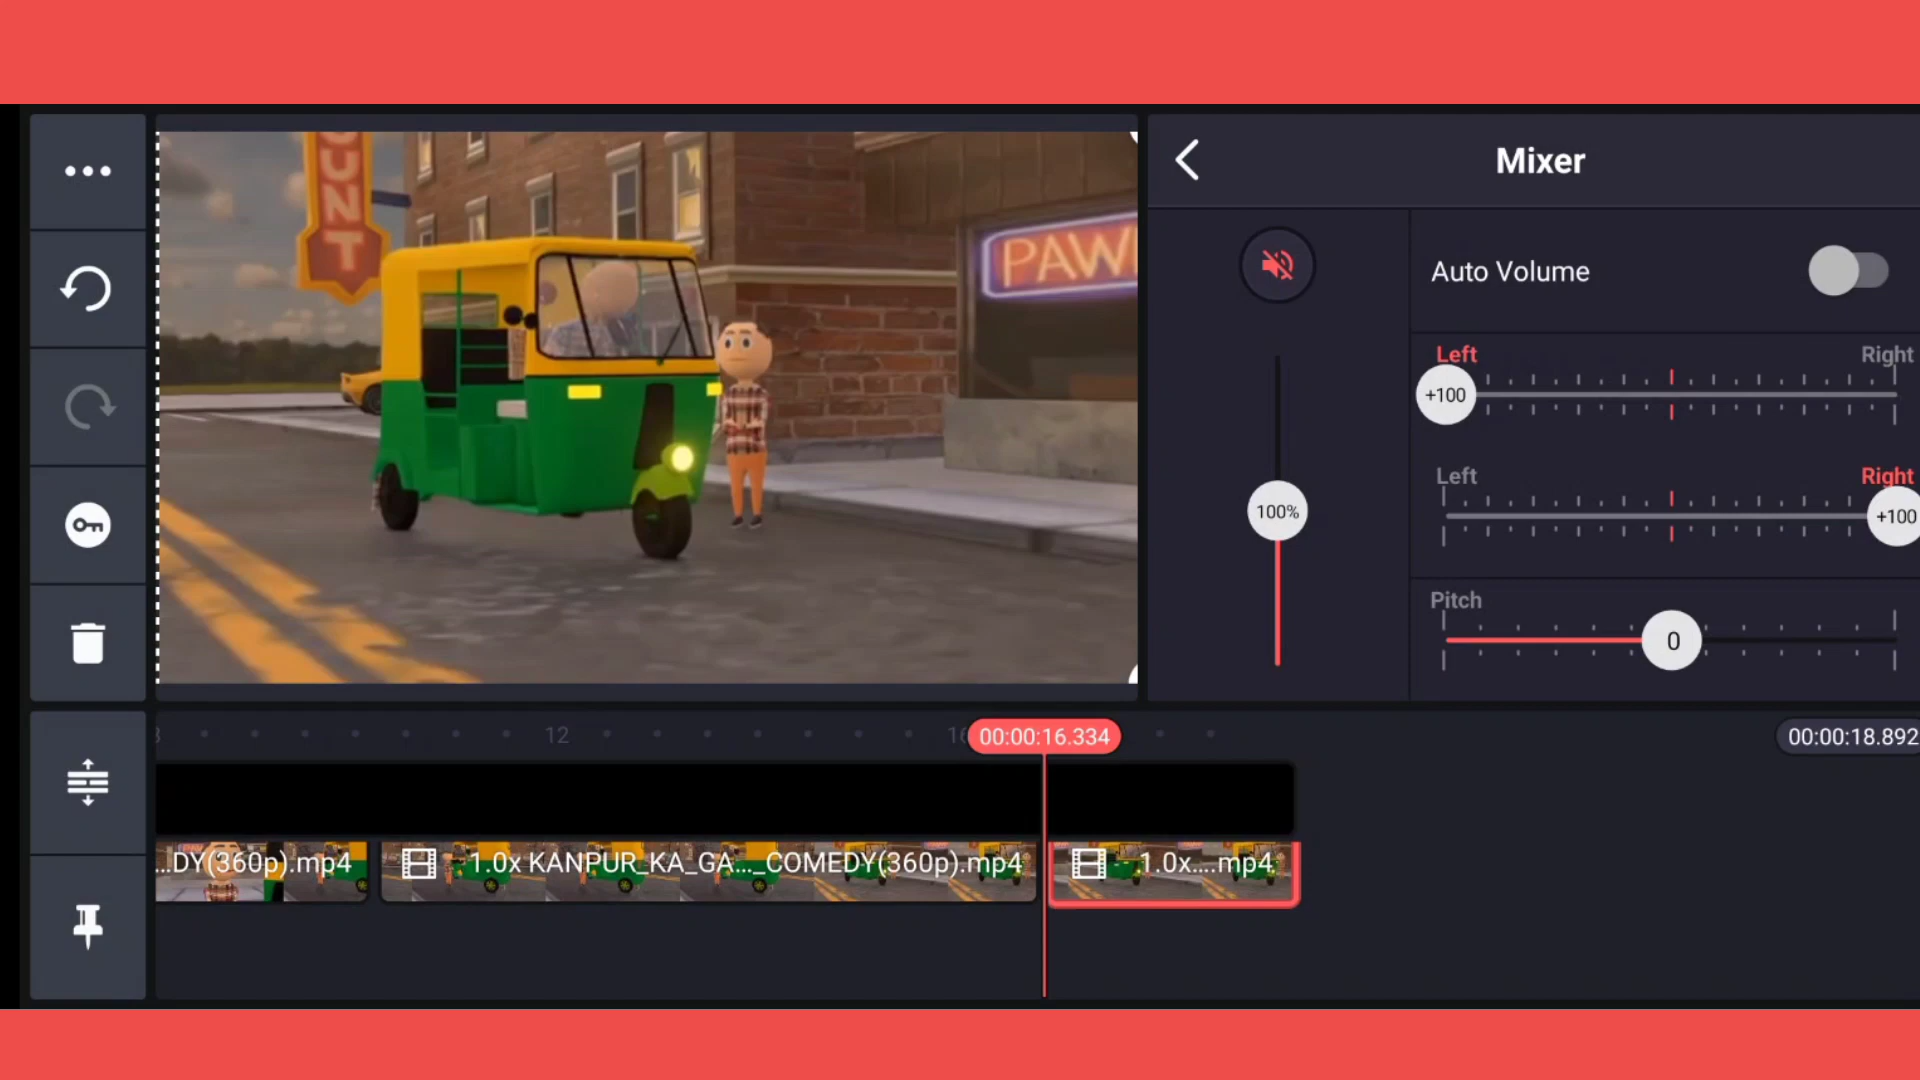 UNT
PAW
Mixer
Auto Volume
Left
Right
+100
Left
Right
+100
100%
Pitch
0
12
16
00:00:16.334
00:00:18.892
...DY(360p).mp4
1.0x KANPUR_KA_GA..._COMEDY(360p).mp4
1.0x....mp4